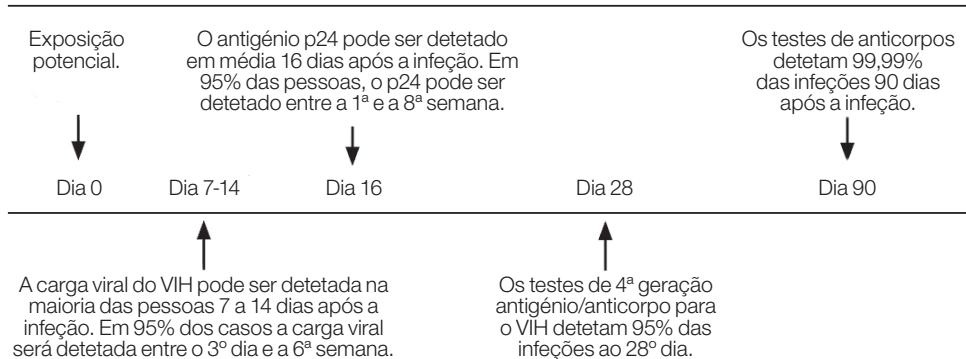 Exposição
potencial.
O antigénio p24 pode ser detetado
em média 16 dias após a infeção. Em
95% das pessoas, o p24 pode ser
detetado entre a 1ª e a 8ª semana.
Os testes de anticorpos
detetam 99,99%
das infeções 90 dias
após a infeção.
Dia 0
Dia 7-14
Dia 16
Dia 28
Dia 90
A carga viral do VIH pode ser detetada na
maioria das pessoas 7 a 14 dias após a
infeção. Em 95% dos casos a carga viral
será detetada entre o 3º dia e a 6ª semana.
Os testes de 4ª geração
antigénio/anticorpo para
o VIH detetam 95% das
infeções ao 28º dia.